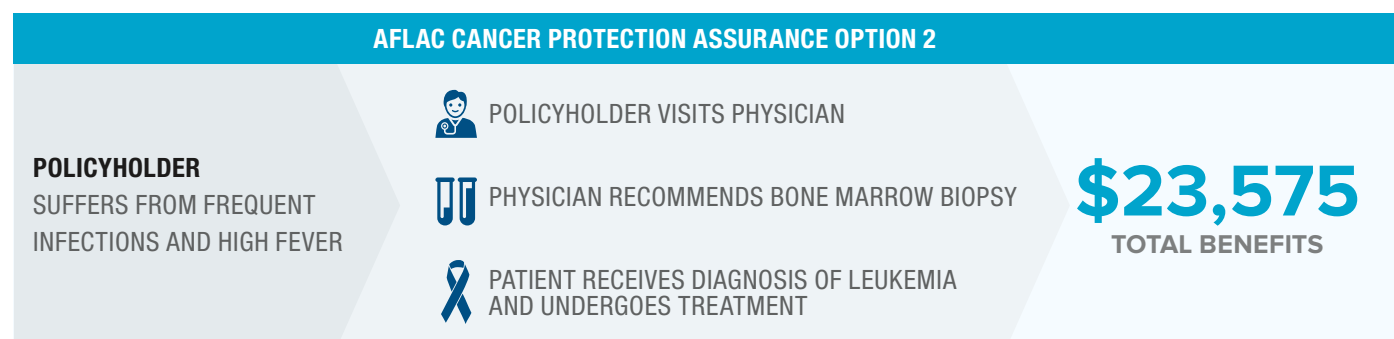 AFLAC CANCER PROTECTION ASSURANCE OPTION 2
POLICYHOLDER
SUFFERS FROM FREQUENT
INFECTIONS AND HIGH FEVER
POLICYHOLDER VISITS PHYSICIAN
PHYSICIAN RECOMMENDS BONE MARROW BIOPSY
PATIENT RECEIVES DIAGNOSIS OF LEUKEMIA
AND UNDERGOES TREATMENT
$23,575
TOTAL BENEFITS